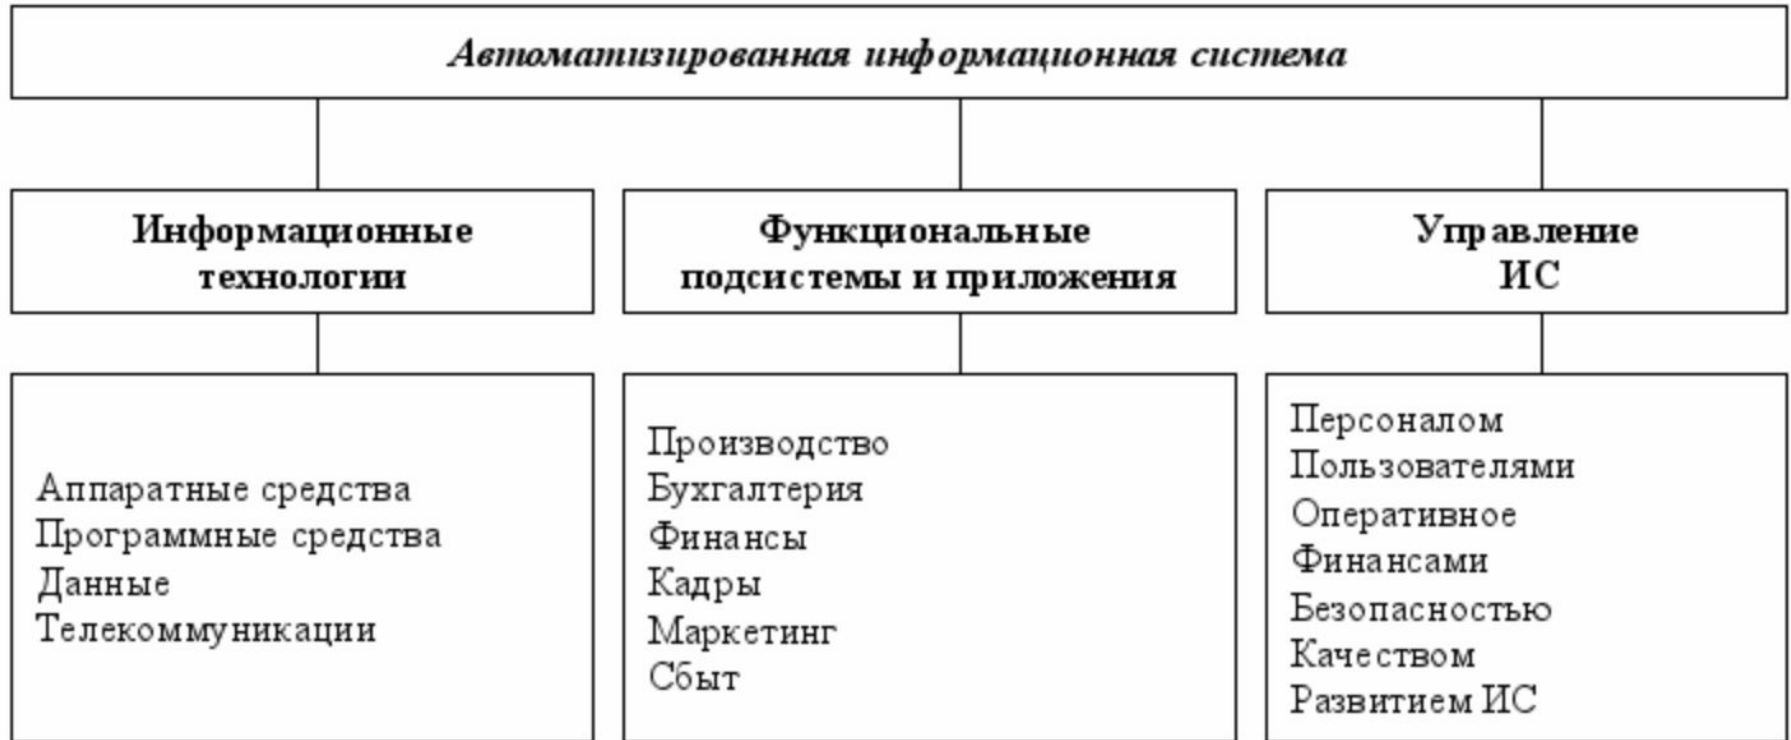 Автоматизированная информационная система
Информационные
технологии
Функциональные
подсистемы и приложения
Управление
ИС
Аппаратные средства
Программные средства
Данные
Телекоммуникации
Производство
Бухгалтерия
Финансы
Кадры
Маркетинг
Сбыт
Персоналом
Пользователями
Оперативное
Финансами
Безопасностью
Качеством
Развитием ИС